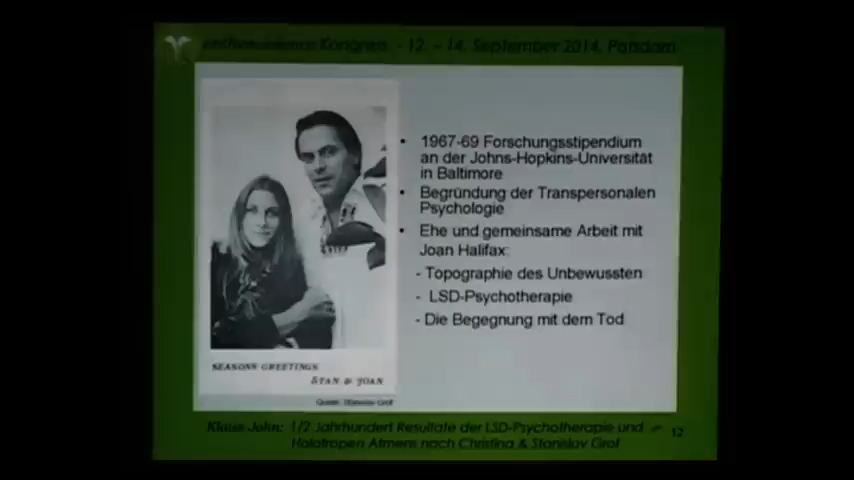 Kongress - 12. - 14. September 2014, Potsdam
• 1967-69 Forschungsstipendium
an der Johns-Hopkins-Universität
in Baltimore
• Begründung der Transpersonalen
Psychologie
• Ehe und gemeinsame Arbeit mit
Joan Halifax:
- Topographie des Unbewussten
- LSD-Psychotherapie
- Die Begegnung mit dem Tod
SEASONS GREETINGS
STAN & JOAN
Quelle: Stanislav Grof
Klaus John: 1/2 Jahrhundert Resultate der LSD-Psychotherapie und
Holotropen Atmens nach Christina & Stanislav Grof
12